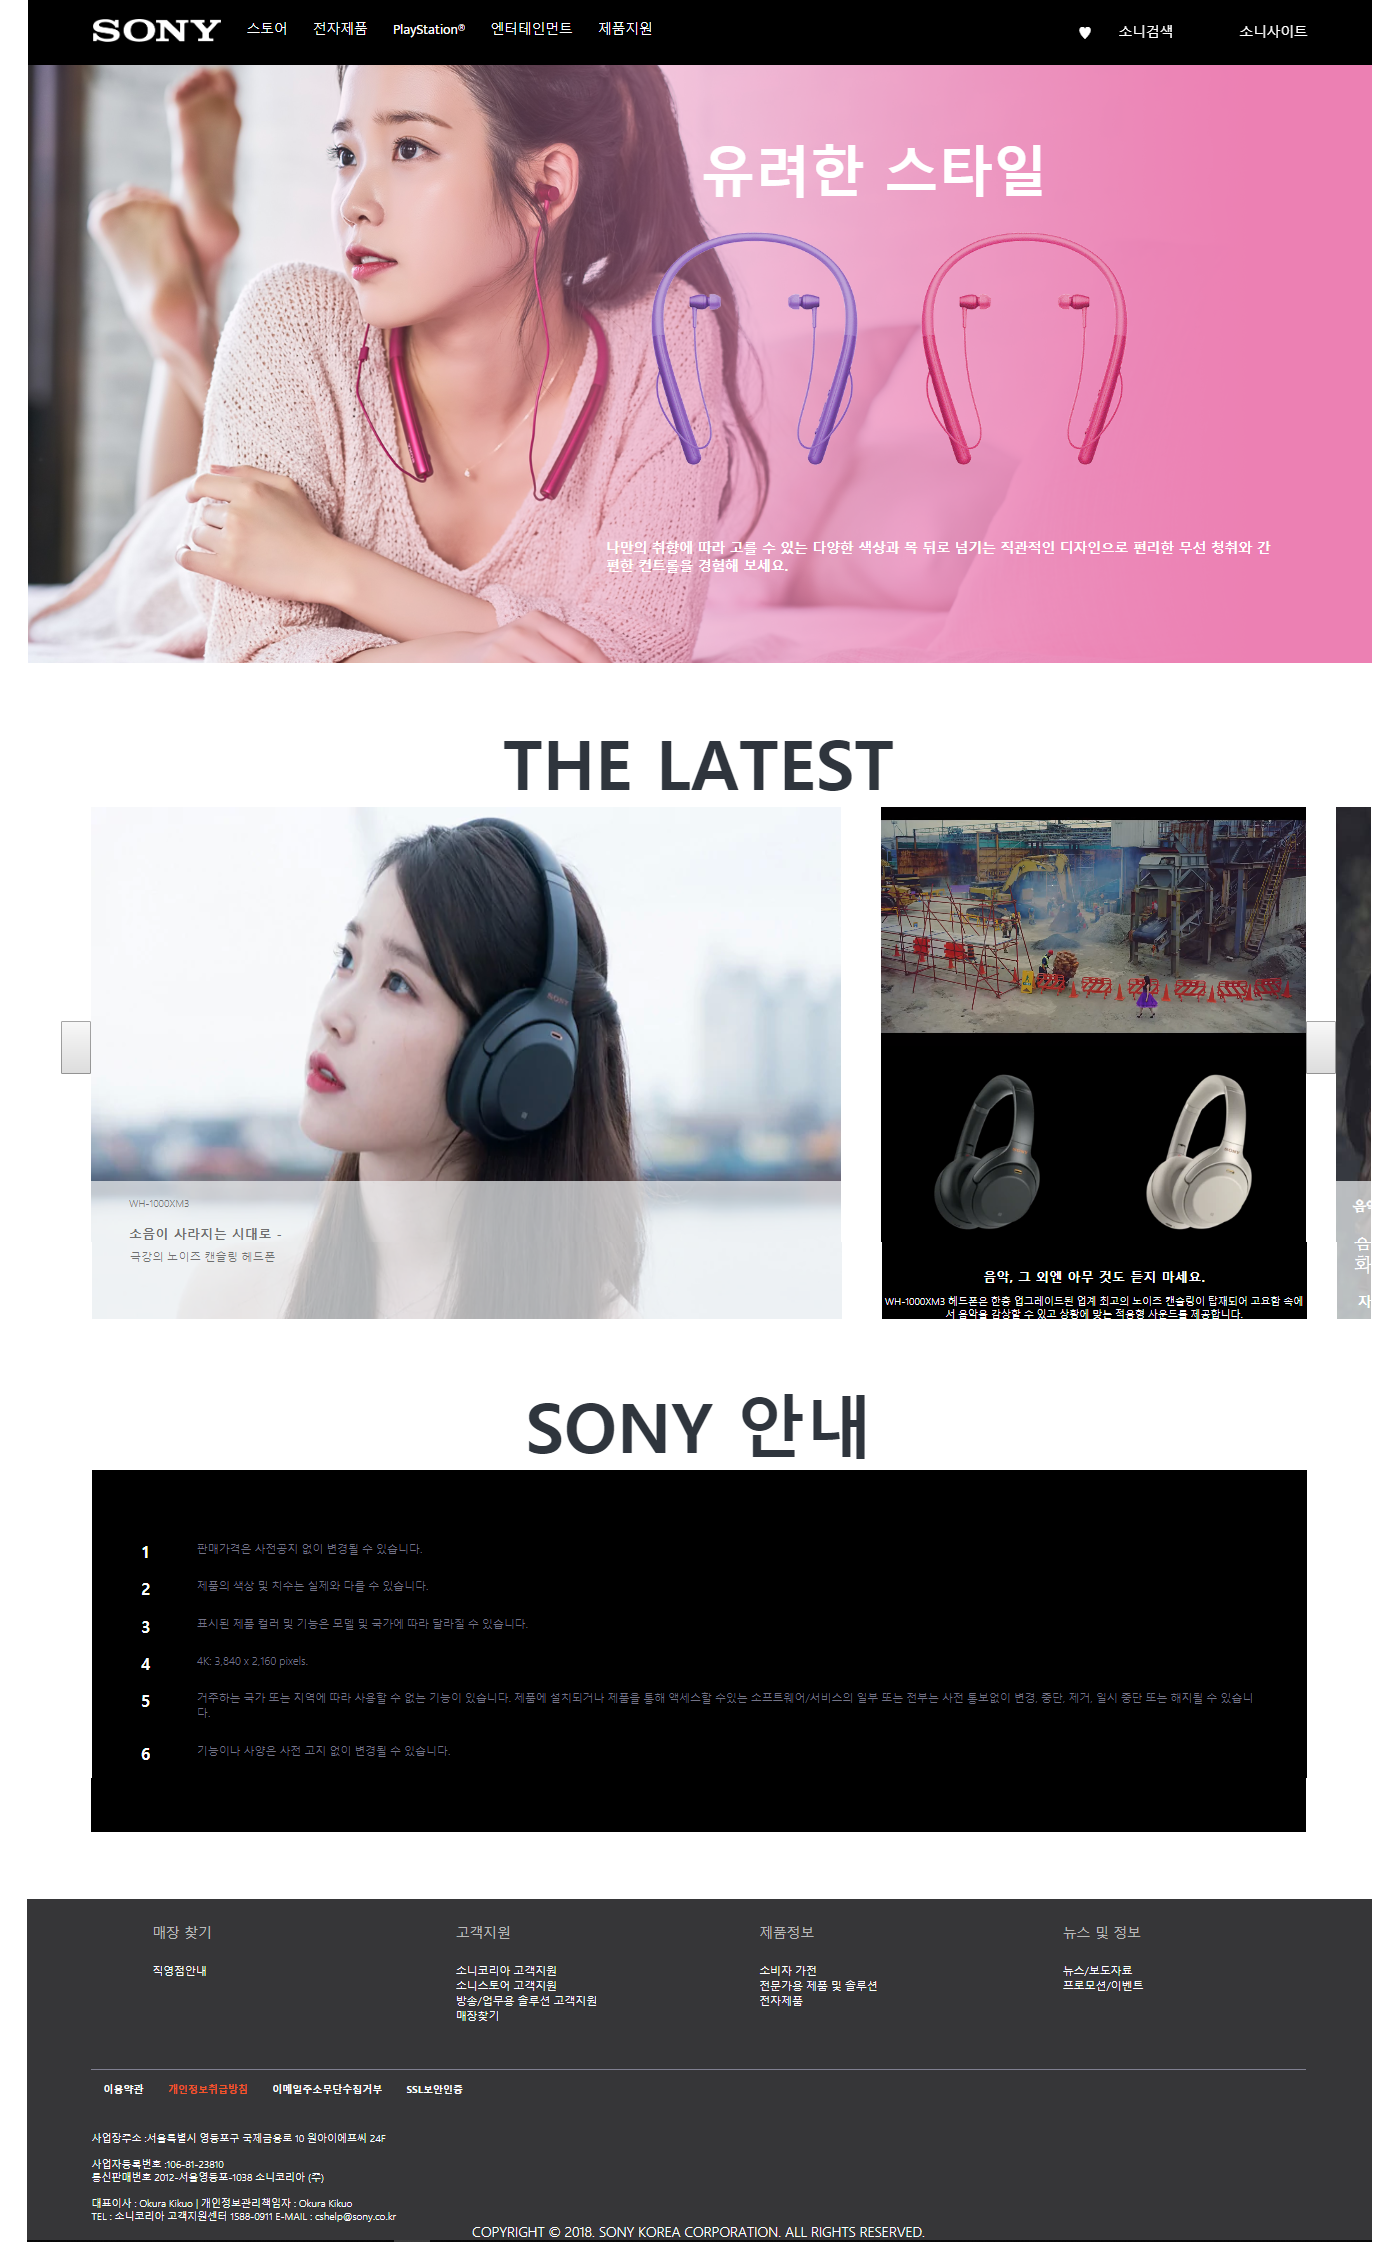 SONY 스토어 전자제품 PlayStation® 엔터테인먼트 제품지원 ♥ 소니검색 소니사이트
유려한 스타일
나만의 취향에 따라 고를 수 있는 다양한 색상과 목 뒤로 넘기는 직관적인 디자인으로 편리한 무선 청취와 간
편한 컨트롤을 경험해 보세요.
THE LATEST
WH-1000XM3
소음이 사라지는 시대로 -
극강의 노이즈 캔슬링 헤드폰
음악, 그 외엔 아무 것도 듣지 마세요.
WH-1000XM3 헤드폰은 한층 업그레이드된 업계 최고의 노이즈 캔슬링이 탑재되어 고요함 속에
서 음악을 감상할 수 있고 상황에 맞는 적응형 사운드를 제공합니다.
화
자
SONY 안내
1 판매가격은 사전공지 없이 변경될 수 있습니다.
2 제품의 색상 및 치수는 실제와 다를 수 있습니다.
3 표시된 제품 컬러 및 기능은 모델 및 국가에 따라 달라질 수 있습니다.
4 4K: 3,840 x 2,160 pixels.
5 거주하는 국가 또는 지역에 따라 사용할 수 없는 기능이 있습니다. 제품에 설치되거나 제품을 통해 액세스할 수있는 소프트웨어/서비스의 일부 또는 전부는 사전 통보없이 변경, 중단, 제거, 일시 중단 또는 해지될 수 있습니
다.
6 기능이나 사양은 사전 고지 없이 변경될 수 있습니다.
매장 찾기
직영점안내
고객지원
소니코리아 고객지원
소니스토어 고객지원
방송/업무용 솔루션 고객지원
매장찾기
제품정보
소비자 가전
전문가용 제품 및 솔루션
전자제품
뉴스 및 정보
뉴스/보도자료
프로모션/이벤트
이용약관 개인정보취급방침 이메일주소무단수집거부 SSL보안인증
사업장주소 :서울특별시 영등포구 국제금융로 10 원아이에프씨 24F
사업자등록번호 :106-81-23810
통신판매번호 2012-서울영등포-1038 소니코리아 (주)
대표이사 : Okura Kikuo | 개인정보관리책임자 : Okura Kikuo
TEL : 소니코리아 고객지원센터 1588-0911 E-MAIL : cshelp@sony.co.kr
COPYRIGHT © 2018. SONY KOREA CORPORATION. ALL RIGHTS RESERVED.